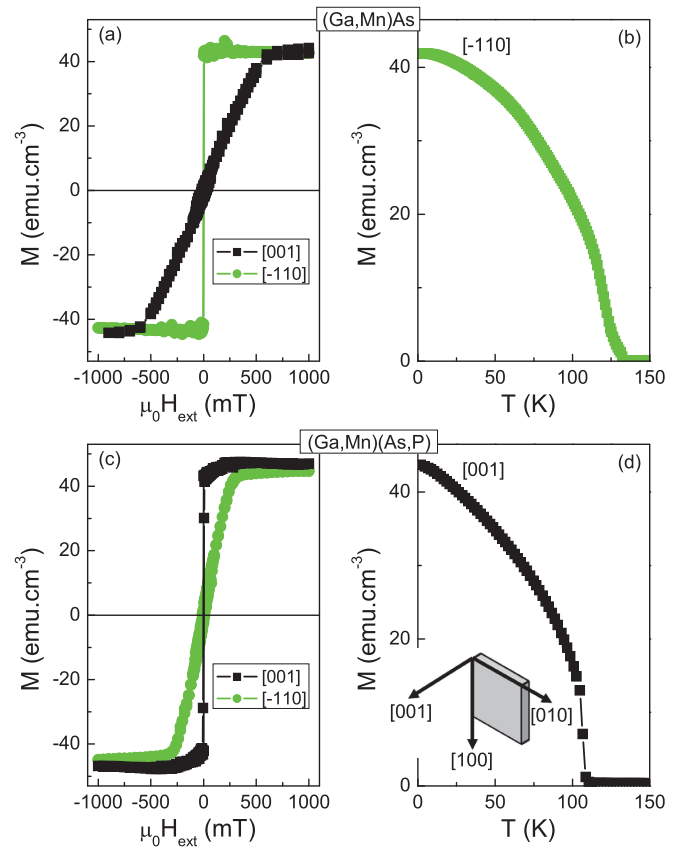 (Ga,Mn)As
(a)
40
20
0
-20
-40
M (emu.cm⁻³)
[001]
[-110]
-1000 -500 0 500 1000
μ₀Hₑₓₜ (mT)
[-110]
(b)
40
20
0
M (emu.cm⁻³)
0 50 100 150
T (K)
(Ga,Mn)(As,P)
(c)
40
20
0
-20
-40
M (emu.cm⁻³)
[001]
[-110]
-1000 -500 0 500 1000
μ₀Hₑₓₜ (mT)
[001]
(d)
40
20
0
M (emu.cm⁻³)
[001]
[010]
[100]
0 50 100 150
T (K)